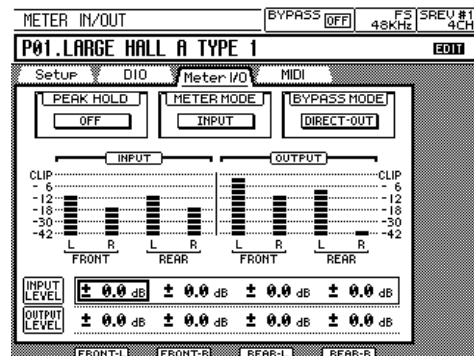 METER IN/OUT BYPASS OFF FS 48KHz SREV #1 4CH
P01.LARGE HALL A TYPE 1 EDIT
Setup DIO Meter I/O MIDI
PEAK HOLD METER MODE BYPASS MODE
OFF INPUT DIRECT-OUT
INPUT OUTPUT
CLIP CLIP
- 6 - 6
-12 -12
-18 -18
-30 -30
-42 -42
L R L R L R L R
FRONT REAR FRONT REAR
INPUT LEVEL ± 0.0 dB ± 0.0 dB ± 0.0 dB ± 0.0 dB
OUTPUT LEVEL ± 0.0 dB ± 0.0 dB ± 0.0 dB ± 0.0 dB
FRONT-L FRONT-R REAR-L REAR-R